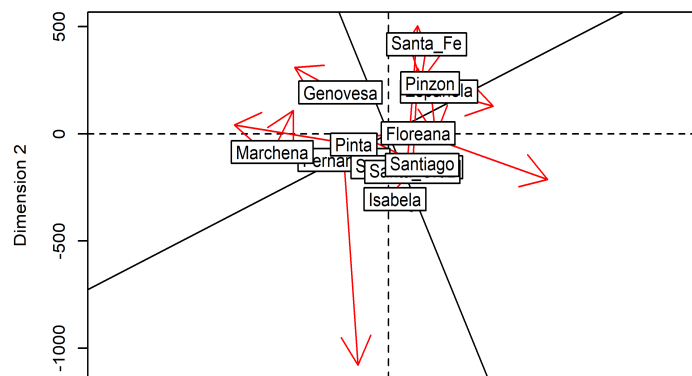 500
Santa_Fe
Pinzon
Genovesa
0
Floreana
Pinta
Marchena
Santiago
Isabela
-500
-1000
Dimension 2